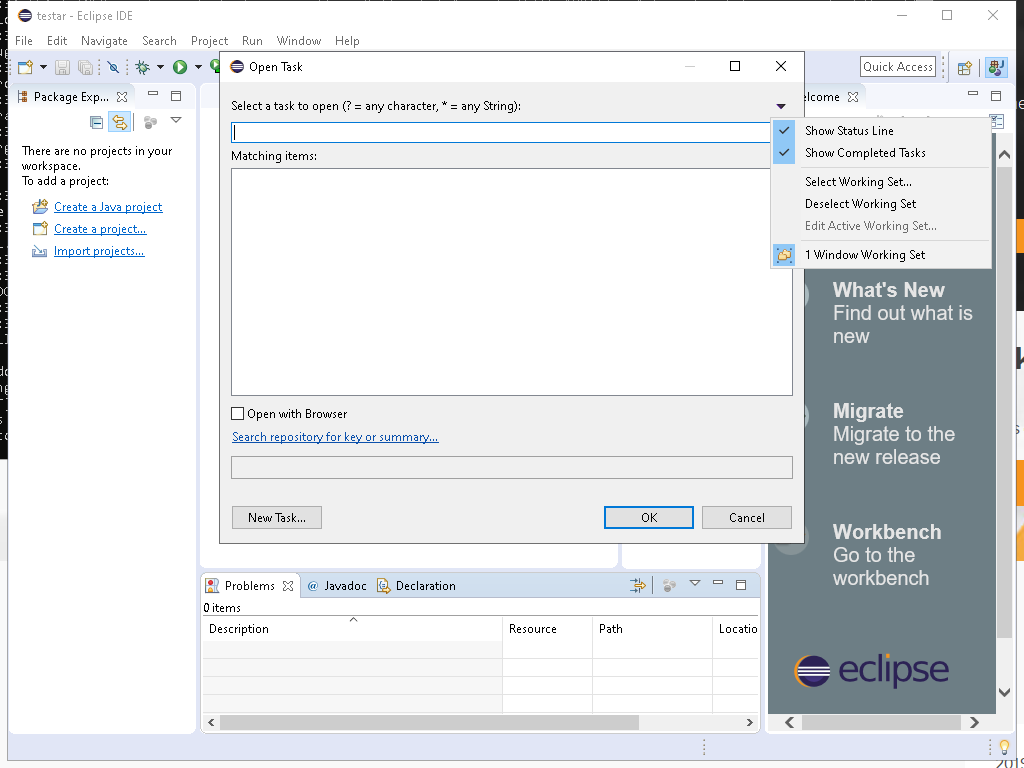 testar - Eclipse IDE
File Edit Navigate Search Project Run Window Help
Quick Access
Package Exp...
There are no projects in your
workspace.
To add a project:
Create a Java project
Create a project...
Import projects...
Open Task
Select a task to open (? = any character, * = any String):
Matching items:
Open with Browser
Search repository for key or summary...
New Task...
OK
Cancel
Show Status Line
Show Completed Tasks
Select Working Set...
Deselect Working Set
Edit Active Working Set...
1 Window Working Set
What's New
Find out what is
new
Migrate
Migrate to the
new release
Workbench
Go to the
workbench
eclipse
Problems
@ Javadoc
Declaration
0 items
Description
Resource
Path
Locatio